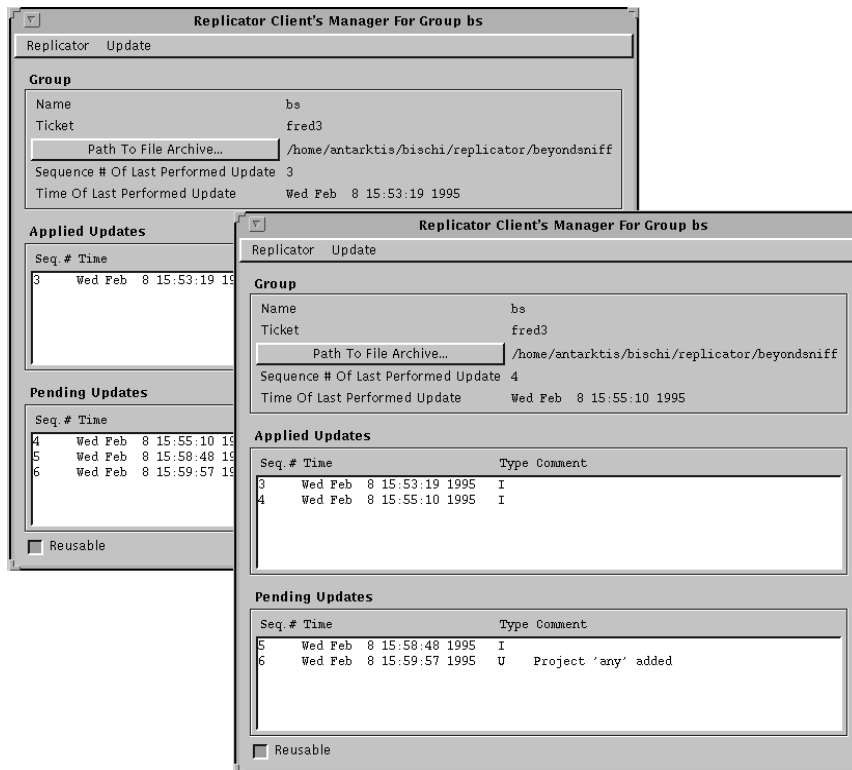 Replicator Client's Manager For Group bs
Replicator Update
Group
Name bs
Ticket fred3
Path To File Archive... /home/antarktis/bischi/replicator/beyondsniff
Sequence # Of Last Performed Update 3
Time Of Last Performed Update Wed Feb 8 15:53:19 1995
Applied Updates
Seq.# Time
3 Wed Feb 8 15:53:19 19
Pending Updates
Seq.# Time
4 Wed Feb 8 15:55:10 19
5 Wed Feb 8 15:58:48 19
6 Wed Feb 8 15:59:57 19
Reusable
Replicator Client's Manager For Group bs
Replicator Update
Group
Name bs
Ticket fred3
Path To File Archive... /home/antarktis/bischi/replicator/beyondsniff
Sequence # Of Last Performed Update 4
Time Of Last Performed Update Wed Feb 8 15:55:10 1995
Applied Updates
Seq.# Time Type Comment
3 Wed Feb 8 15:53:19 1995 I
4 Wed Feb 8 15:55:10 1995 I
Pending Updates
Seq.# Time Type Comment
5 Wed Feb 8 15:58:48 1995 I
6 Wed Feb 8 15:59:57 1995 U Project 'any' added
Reusable